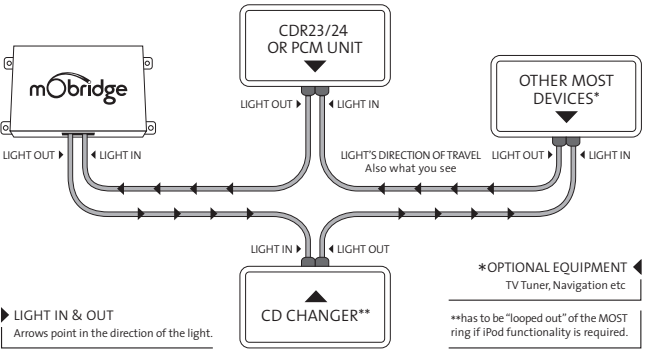 CDR23/24
OR PCM UNIT
mObridge
OTHER MOST
DEVICES*
LIGHT OUT
LIGHT IN
LIGHT OUT
LIGHT IN
LIGHT'S DIRECTION OF TRAVEL
Also what you see
LIGHT OUT
LIGHT IN
LIGHT IN
LIGHT OUT
CD CHANGER**
*OPTIONAL EQUIPMENT
TV Tuner, Navigation etc
LIGHT IN & OUT
Arrows point in the direction of the light.
**has to be "looped out" of the MOST
ring if iPod functionality is required.